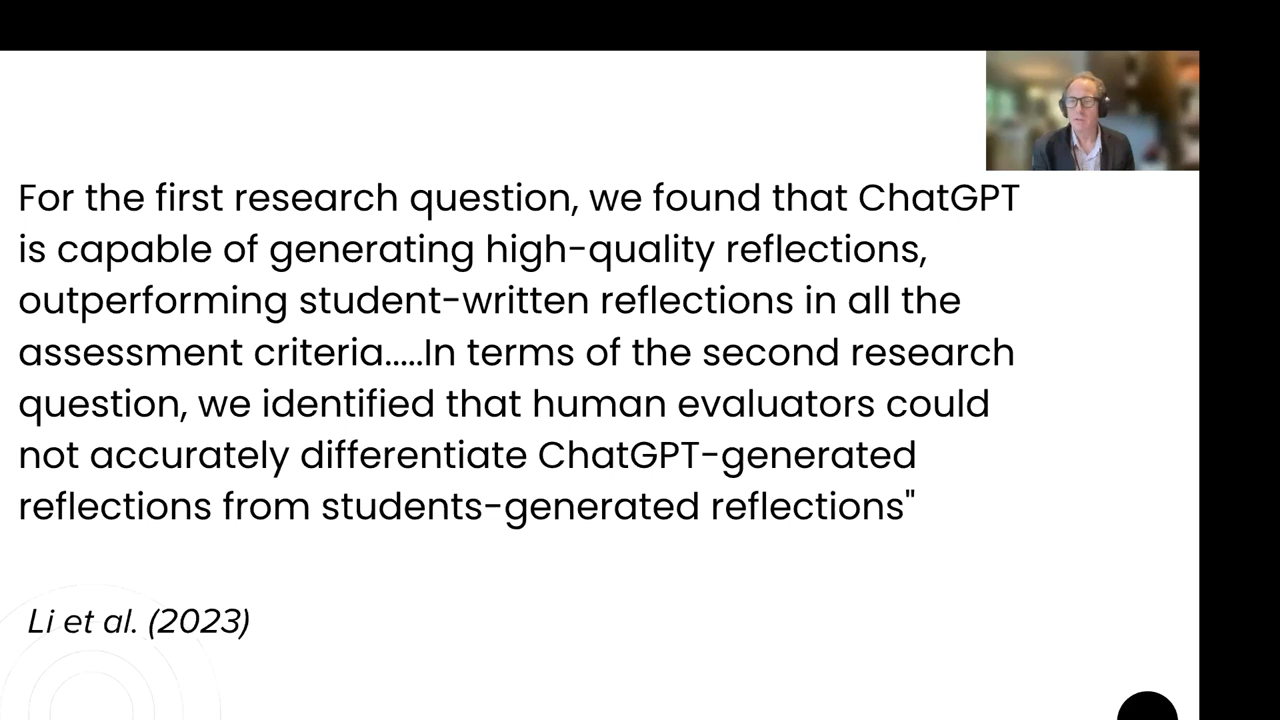 For the first research question, we found that ChatGPT
is capable of generating high-quality reflections,
outperforming student-written reflections in all the
assessment criteria.....In terms of the second research
question, we identified that human evaluators could
not accurately differentiate ChatGPT-generated
reflections from students-generated reflections"
Li et al. (2023)